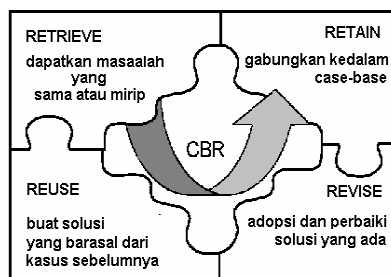 RETRIEVE
dapatkan masaalah
yang
sama atau mirip
RETAIN
gabungkan kedalam
case-base
CBR
REUSE
buat solusi
yang barasal dari
kasus sebelumnya
REVISE
adopsi dan perbaiki
solusi yang ada